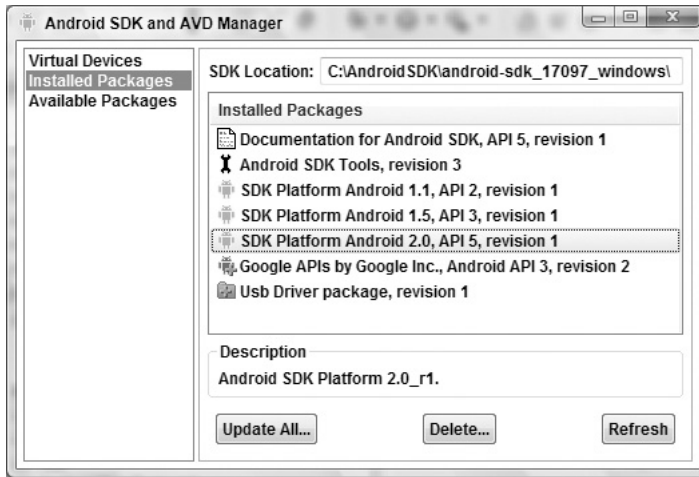 Android SDK and AVD Manager
Virtual Devices
Installed Packages
Available Packages
SDK Location: C:\AndroidSDK\android-sdk_17097_windows\
Installed Packages
Documentation for Android SDK, API 5, revision 1
Android SDK Tools, revision 3
SDK Platform Android 1.1, API 2, revision 1
SDK Platform Android 1.5, API 3, revision 1
SDK Platform Android 2.0, API 5, revision 1
Google APIs by Google Inc., Android API 3, revision 2
Usb Driver package, revision 1
Description
Android SDK Platform 2.0_r1.
Update All... Delete... Refresh